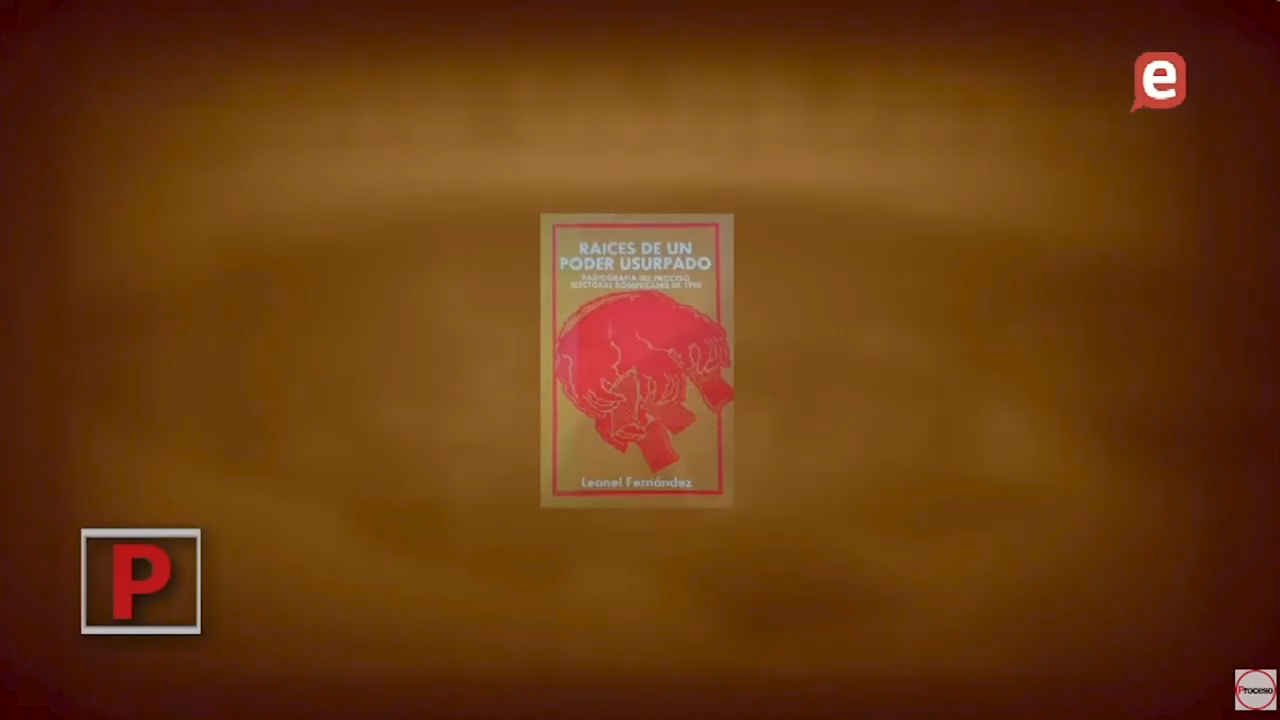 e
RAICES DE UN
PODER USURPADO
RADIOGRAFIA DEL PROCESO
ELECTORAL DOMINICANO DE 1990
Leonel Fernández
P
Proceso